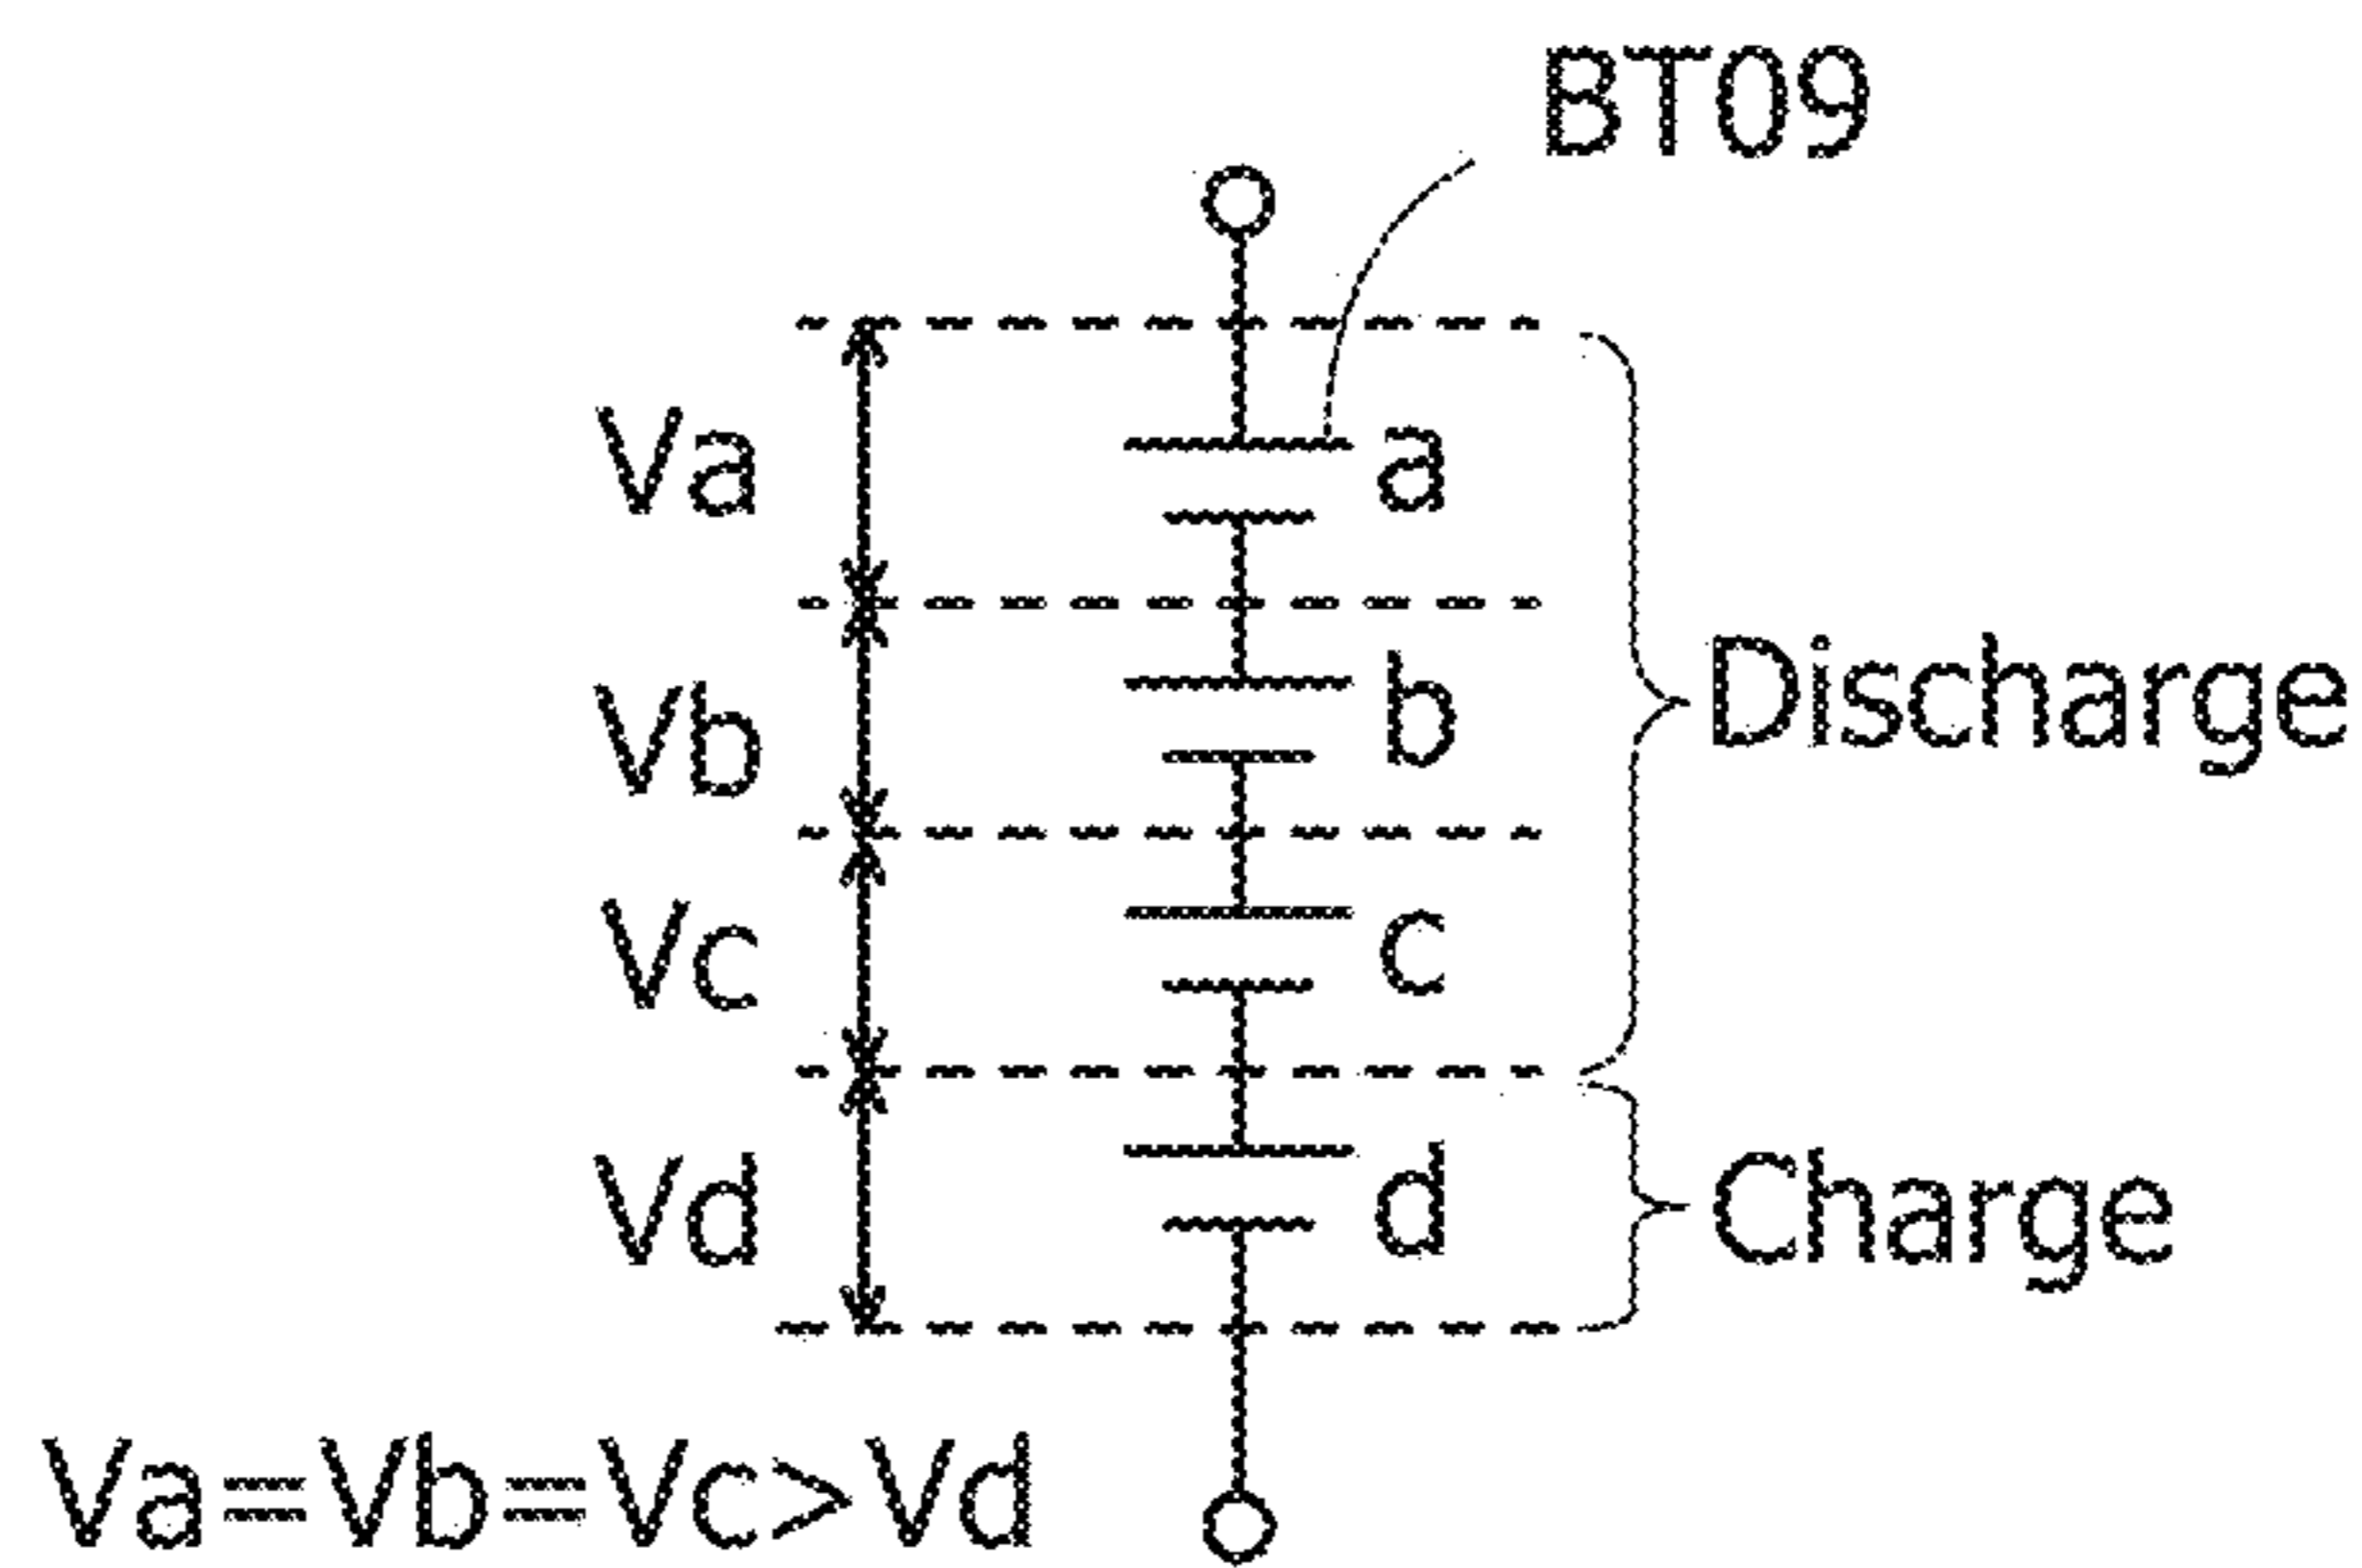 BT09
Va
a
Vb
b
Discharge
Vc
c
Vd
d
Charge
Va=Vb=Vc>Vd